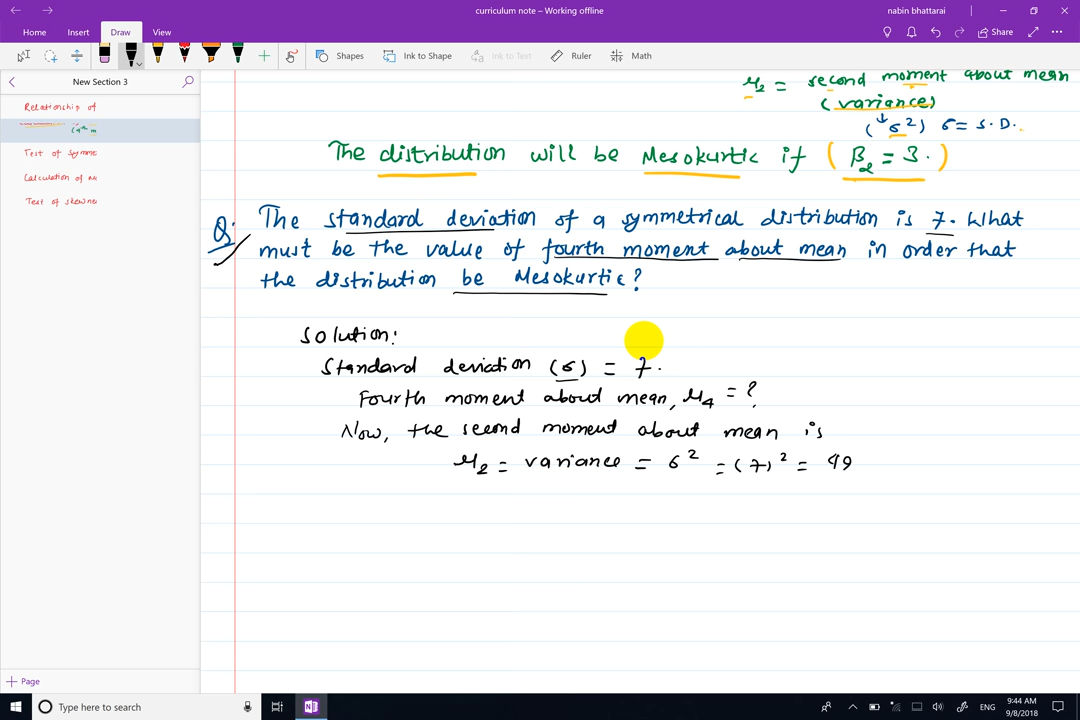 curriculum note – Working offline
nabin bhattarai
Home Insert Draw View
Share
Shapes Ink to Shape Ink to Text Ruler Math
New Section 3
Relationship of
(4th m
Test of Symme
Calculation of
Test of Skewne
Page
μ2 = second moment about mean
(variance)
(↓ 6²) 6 = S.D.
The distribution will be Mesokurtic if (β2 = 3.)
Q: The standard deviation of a symmetrical distribution is 7. What
must be the value of fourth moment about mean in order that
the distribution be Mesokurtic?
Solution:
Standard deviation (6) = 7.
Fourth moment about mean, μ4 = ?
Now, the second moment about mean is
μ2 = variance = 6² = (7)² = 49
Type here to search
ENG
9:44 AM
9/8/2018